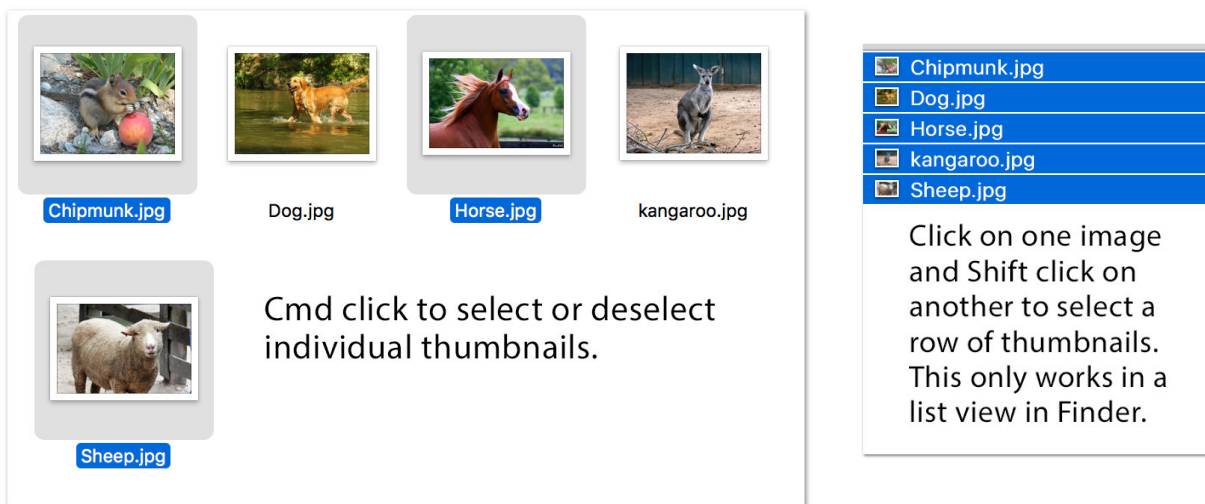 Chipmunk.jpg
Dog.jpg
Horse.jpg
kangaroo.jpg
Sheep.jpg
Cmd click to select or deselect
individual thumbnails.
Chipmunk.jpg
Dog.jpg
Horse.jpg
kangaroo.jpg
Sheep.jpg
Click on one image
and Shift click on
another to select a
row of thumbnails.
This only works in a
list view in Finder.